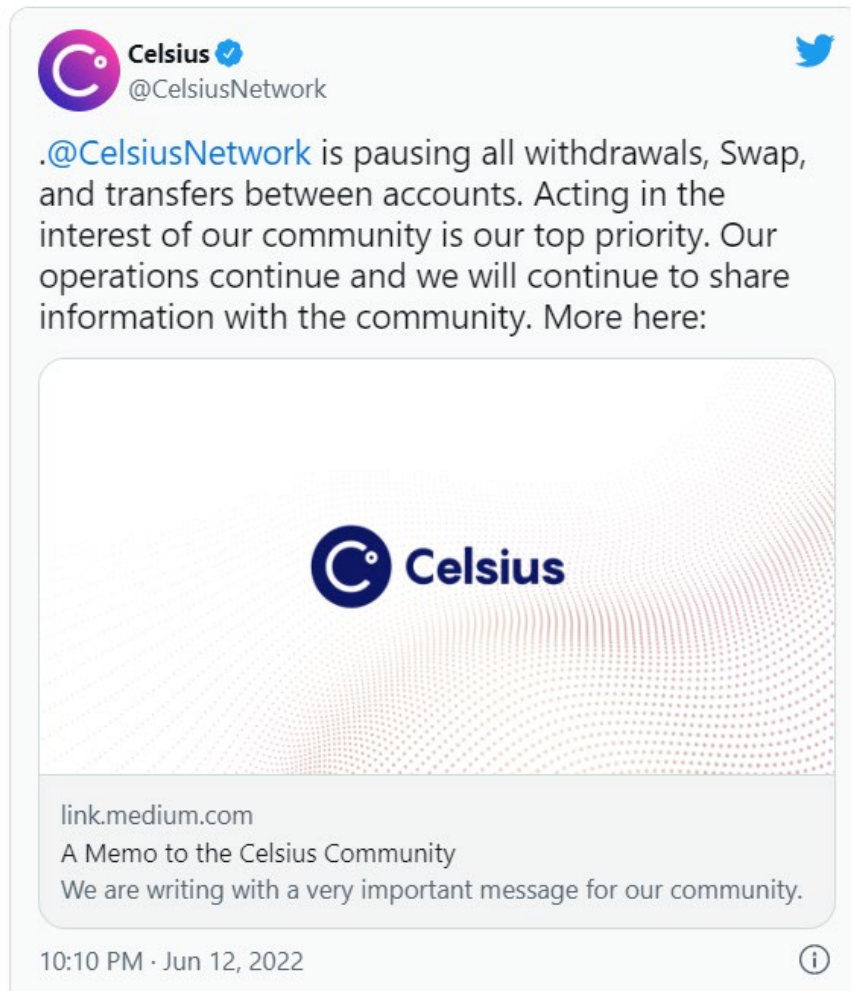 Celsius
@CelsiusNetwork
.@CelsiusNetwork is pausing all withdrawals, Swap,
and transfers between accounts. Acting in the
interest of our community is our top priority. Our
operations continue and we will continue to share
information with the community. More here:
Celsius
link.medium.com
A Memo to the Celsius Community
We are writing with a very important message for our community.
10:10 PM · Jun 12, 2022